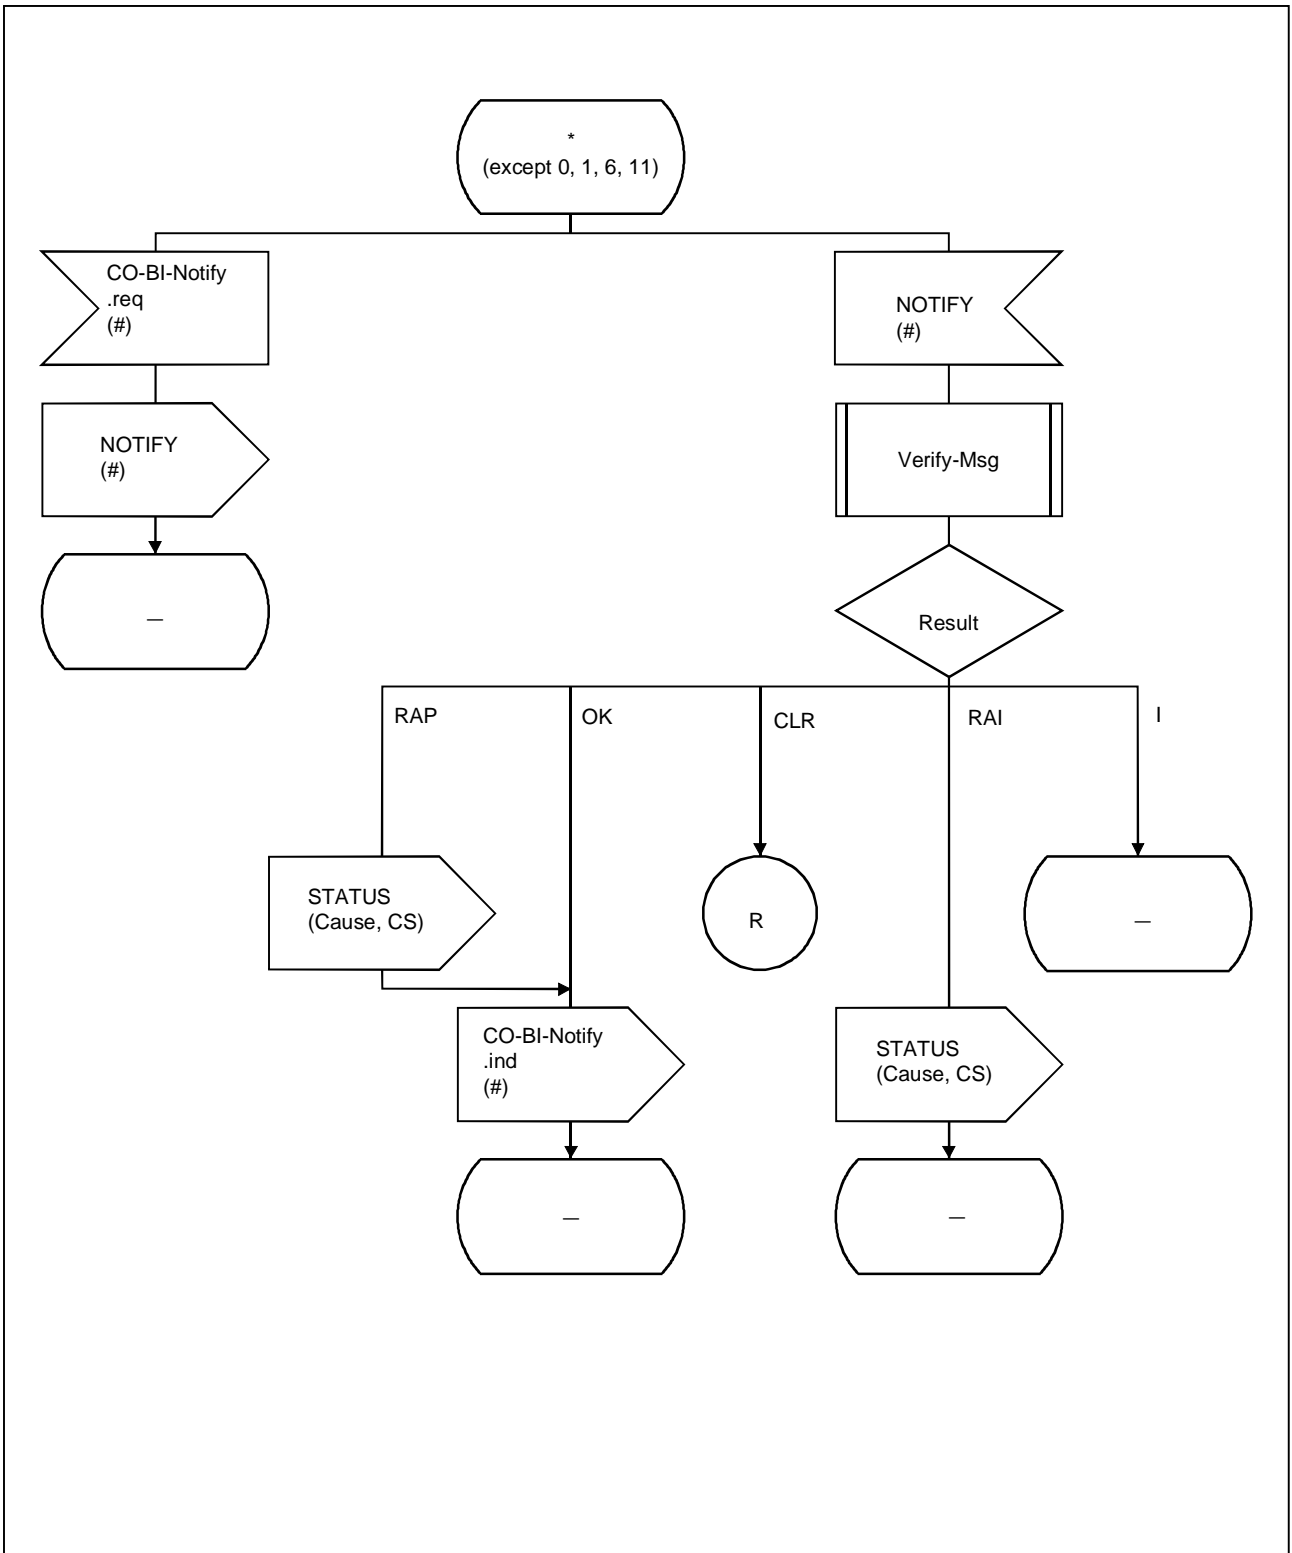 *
(except 0, 1, 6, 11)
CO-BI-Notify
.req
(#)
NOTIFY
(#)
NOTIFY
(#)
Verify-Msg
_
Result
RAP
OK
CLR
RAI
I
STATUS
(Cause, CS)
R
_
CO-BI-Notify
.ind
(#)
STATUS
(Cause, CS)
_
_